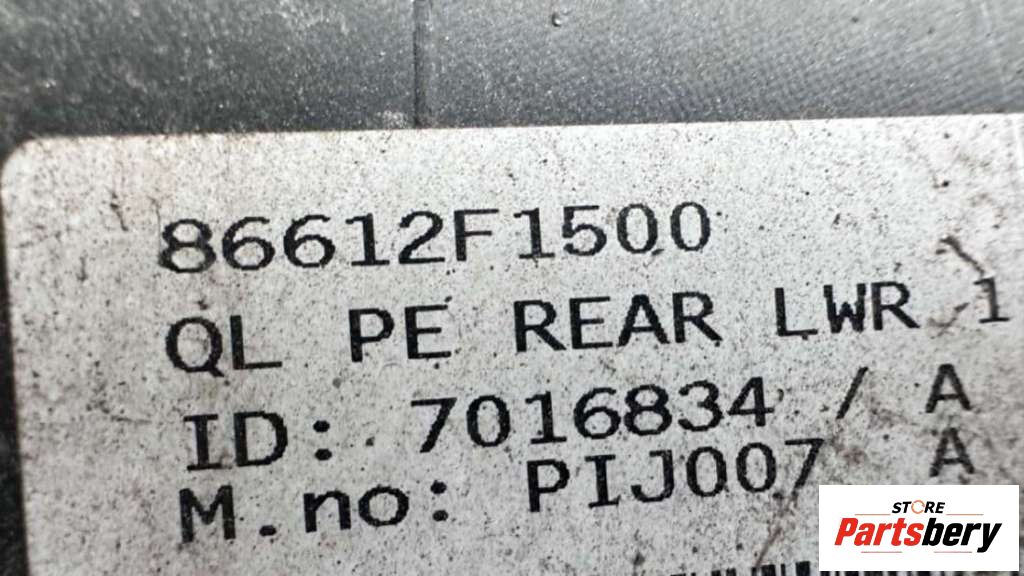 86612F1500
QL PE REAR LWR 1
ID: 7016834 / A
M.no: PIJ007 A
STORE
Partsbery